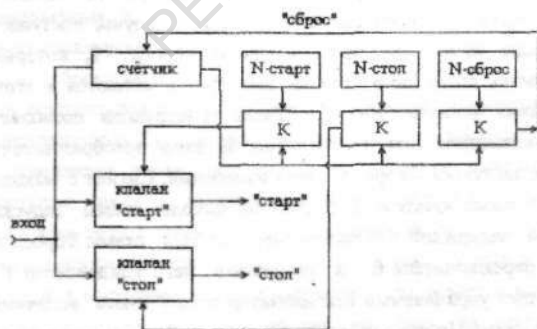 "сброс"
счётчик
N-старт N-стоп N-сброс
К К К
клапан
"старт"
"старт"
вход
клапан
"стоп"
"стоп"